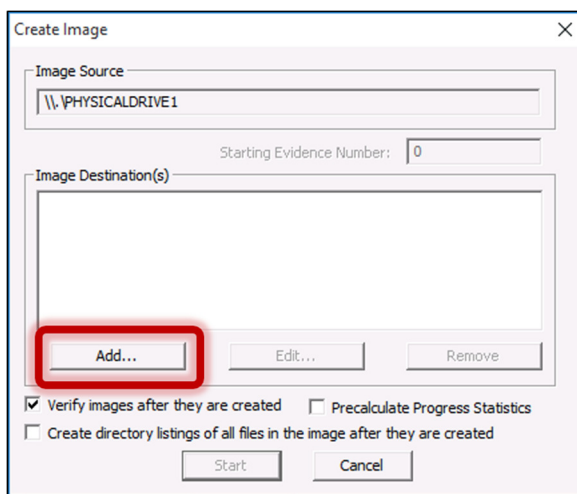 Create Image
Image Source
\\.\PHYSICALDRIVE1
Starting Evidence Number: 0
Image Destination(s)
Add... Edit... Remove
Verify images after they are created Precalculate Progress Statistics
Create directory listings of all files in the image after they are created
Start Cancel